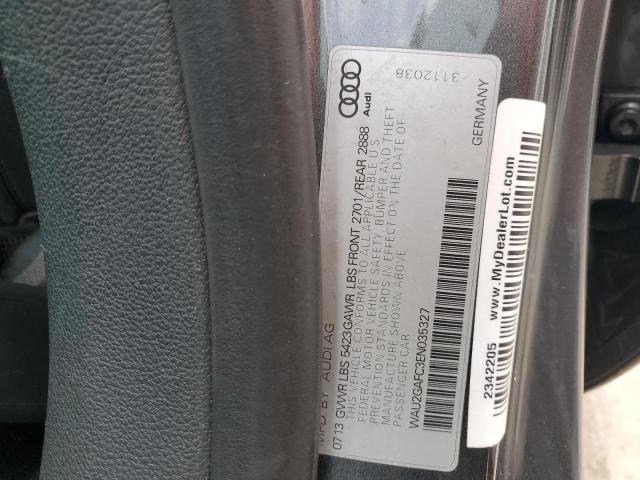 3112038
Audi
MFD BY AUDI AG
0713 GVWR LBS 5423 GAWR LBS FRONT 2701/REAR 2888
THIS VEHICLE CONFORMS TO ALL APPLICABLE U S
FEDERAL MOTOR VEHICLE SAFETY, BUMPER AND THEFT
PREVENTION STANDARDS IN EFFECT ON THE DATE OF
MANUFACTURE SHOWN ABOVE
PASSENGER CAR
WAU2GAFC3EN035327
GERMANY
2342205 www.MyDealerLot.com